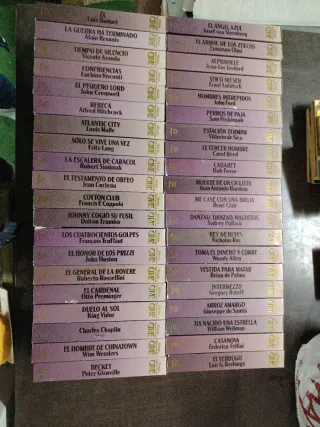 EL
Luis Buñuel
LA GUERRA HA TERMINADO
Alain Resnais
TIEMPO DE SILENCIO
Vicente Aranda
CONFIDENCIAS
Luchino Visconti
EL PEQUEÑO LORD
John Cromwell
REBECA
Alfred Hitchcock
ATLANTIC CITY
Louis Malle
SOLO SE VIVE UNA VEZ
Fritz Lang
LA ESCALERA DE CARACOL
Robert Siodmak
EL TESTAMENTO DE ORFEO
Jean Cocteau
COTTON CLUB
Francis F. Coppola
JOHNNY COGIÓ SU FUSIL
Dalton Trumbo
LOS CUATROCIENTOS GOLPES
François Truffaut
EL HONOR DE LOS PRIZZI
John Huston
EL GENERAL DE LA ROVERE
Roberto Rossellini
EL CARDENAL
Otto Preminger
DUELO AL SOL
King Vidor
Charles Chaplin
EL HOMBRE DE CHINATOWN
Wim Wenders
BECKET
Peter Glenville
EL ANGEL AZUL
Josef von Sternberg
EL ARBOL DE LOS ZUECOS
Ermanno Olmi
ALPHAVILLE
Jean-Luc Godard
SER O NO SER
Ernst Lubitsch
HOMBRES INTREPIDOS
John Ford
PERROS DE PAJA
Sam Peckinpah
ESTACIÓN TERMINI
Vittorio de Sica
EL TERCER HOMBRE
Carol Reed
CABARET
Bob Fosse
MUERTE DE UN CICLISTA
Juan Antonio Bardem
ME CASE CON UNA BRUJA
René Clair
DANZAD, DANZAD, MALDITOS
Sydney Pollack
REY DE REYES
Nicholas Ray
TOMA EL DINERO Y CORRE
Woody Allen
VESTIDA PARA MATAR
Brian de Palma
INTERMEZZO
Gregory Ratoff
ARROZ AMARGO
Giuseppe de Santis
HA NACIDO UNA ESTRELLA
William Wellman
CASANOVA
Federico Fellini
EL VERDUGO
Luis G. Berlanga